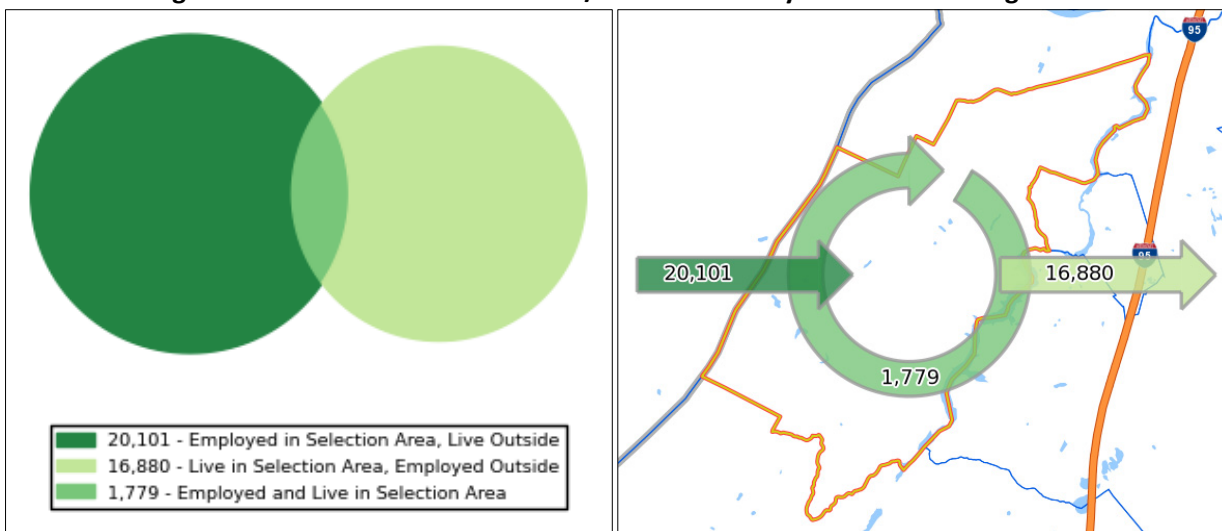 20,101 - Employed in Selection Area, Live Outside
16,880 - Live in Selection Area, Employed Outside
1,779 - Employed and Live in Selection Area
95
95
20,101
16,880
1,779